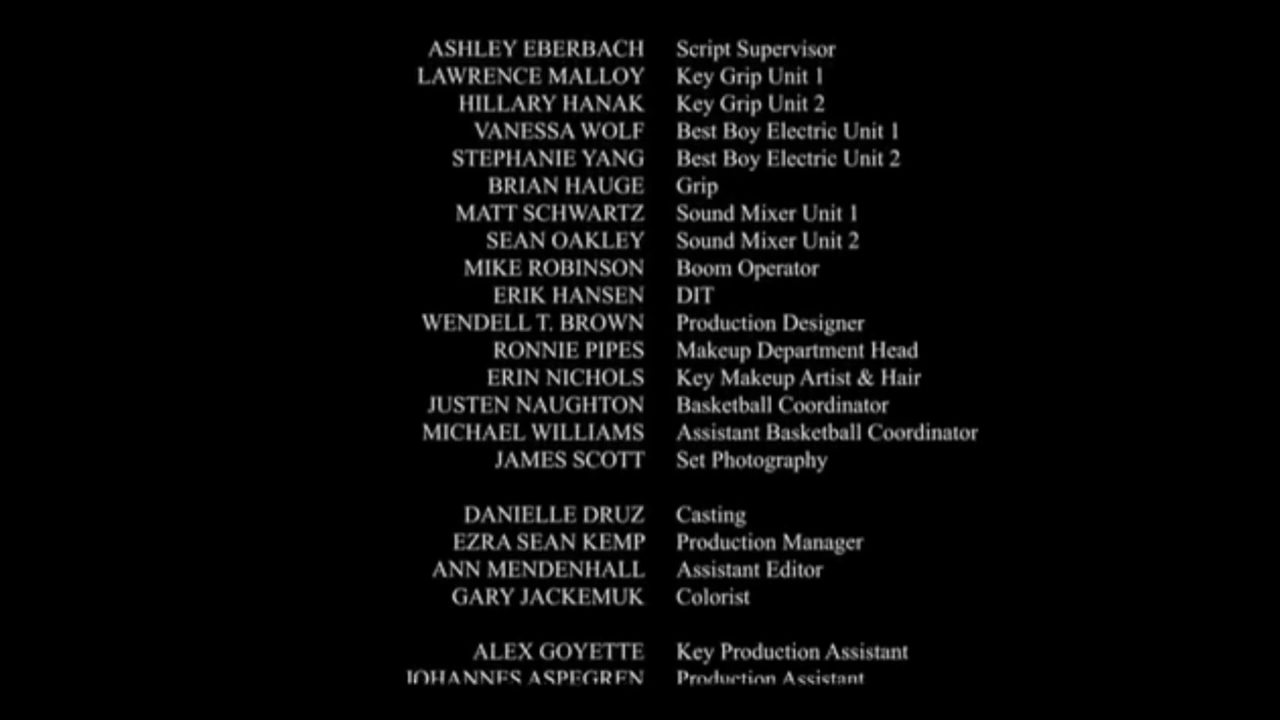 ASHLEY EBERBACH Script Supervisor
LAWRENCE MALLOY Key Grip Unit 1
HILLARY HANAK Key Grip Unit 2
VANESSA WOLF Best Boy Electric Unit 1
STEPHANIE YANG Best Boy Electric Unit 2
BRIAN HAUGE Grip
MATT SCHWARTZ Sound Mixer Unit 1
SEAN OAKLEY Sound Mixer Unit 2
MIKE ROBINSON Boom Operator
ERIK HANSEN DIT
WENDELL T. BROWN Production Designer
RONNIE PIPES Makeup Department Head
ERIN NICHOLS Key Makeup Artist & Hair
JUSTEN NAUGHTON Basketball Coordinator
MICHAEL WILLIAMS Assistant Basketball Coordinator
JAMES SCOTT Set Photography
DANIELLE DRUZ Casting
EZRA SEAN KEMP Production Manager
ANN MENDENHALL Assistant Editor
GARY JACKEMUK Colorist
ALEX GOYETTE Key Production Assistant
JOHANNES ASPEGREN Production Assistant